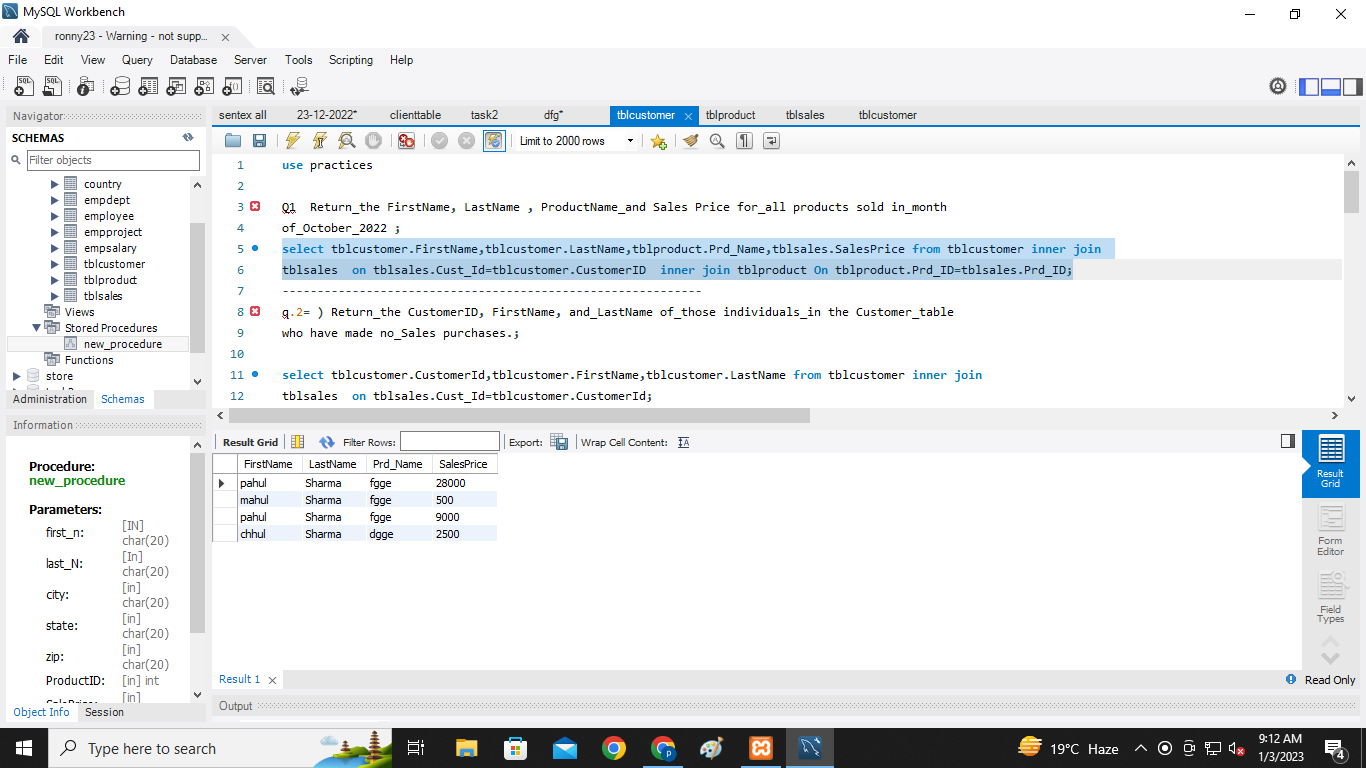 MySQL Workbench
ronny23 - Warning - not supp...
File Edit View Query Database Server Tools Scripting Help
Navigator
SCHEMAS
Filter objects
country
empdept
employee
empproject
empsalary
tblcustomer
tblproduct
tblsales
Views
Stored Procedures
new_procedure
Functions
store
Administration Schemas
Information
Procedure:
new_procedure
Parameters:
first_n: [IN] char(20)
last_N: [In] char(20)
city: [in] char(20)
state: [in] char(20)
zip: [in] char(20)
ProductID: [in] int
[in]
Object Info Session
sentex all 23-12-2022* clienttable task2 dfg* tblcustomer tblproduct tblsales tblcustomer
Limit to 2000 rows
1 use practices
2
3 Q1 Return_the FirstName, LastName , ProductName_and Sales Price for_all products sold in_month
4 of_October_2022 ;
5 select tblcustomer.FirstName,tblcustomer.LastName,tblproduct.Prd_Name,tblsales.SalesPrice from tblcustomer inner join
6 tblsales on tblsales.Cust_Id=tblcustomer.CustomerID inner join tblproduct On tblproduct.Prd_ID=tblsales.Prd_ID;
7 ----------------------------------------------------------
8 q.2= ) Return_the CustomerID, FirstName, and_LastName of_those individuals_in the Customer_table
9 who have made no_Sales purchases.;
10
11 select tblcustomer.CustomerId,tblcustomer.FirstName,tblcustomer.LastName from tblcustomer inner join
12 tblsales on tblsales.Cust_Id=tblcustomer.CustomerId;
Result Grid Filter Rows: Export: Wrap Cell Content:
FirstName LastName Prd_Name SalesPrice
pahul Sharma fgge 28000
mahul Sharma fgge 500
pahul Sharma fgge 9000
chhul Sharma dgge 2500
Result Grid
Form Editor
Field Types
Result 1
Read Only
Output
Type here to search
19°C Haze
9:12 AM
1/3/2023
4